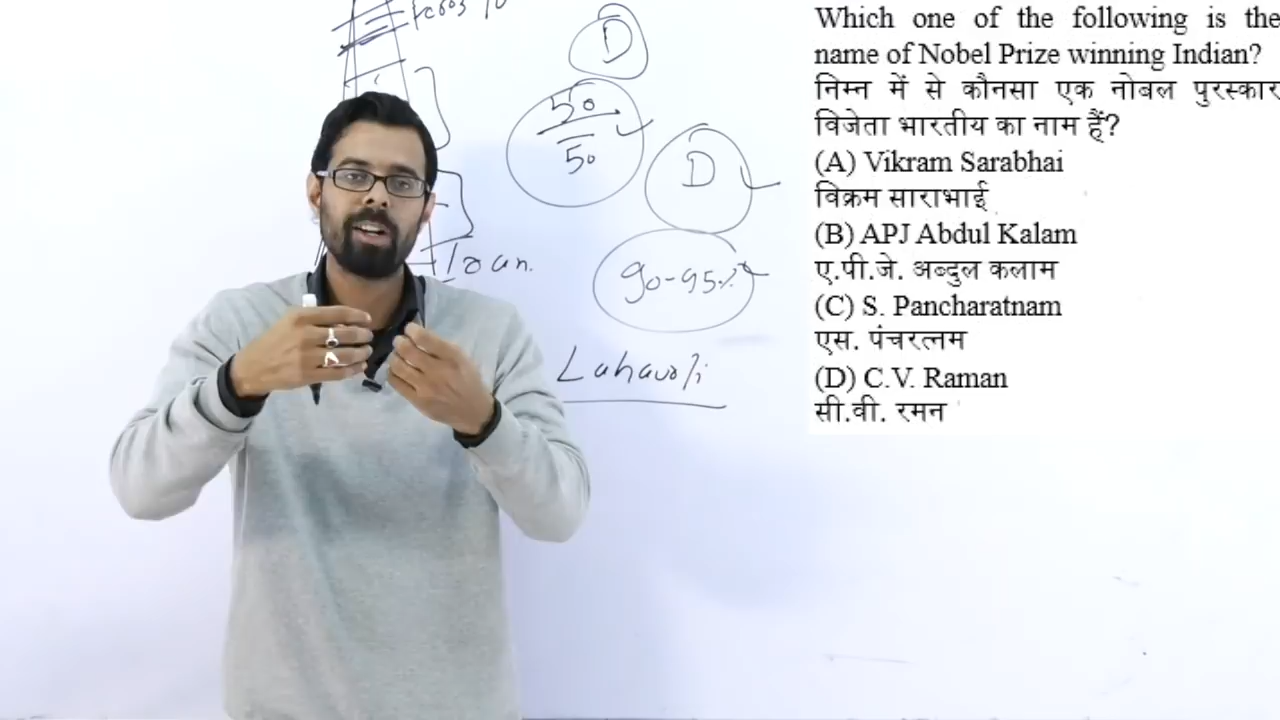 D
50
50
D
90-95%
loan.
Lahauli
Which one of the following is the
name of Nobel Prize winning Indian?
निम्न में से कौनसा एक नोबल पुरस्कार
विजेता भारतीय का नाम हैं?
(A) Vikram Sarabhai
विक्रम साराभाई
(B) APJ Abdul Kalam
ए.पी.जे. अब्दुल कलाम
(C) S. Pancharatnam
एस. पंचरत्नम
(D) C.V. Raman
सी.वी. रमन